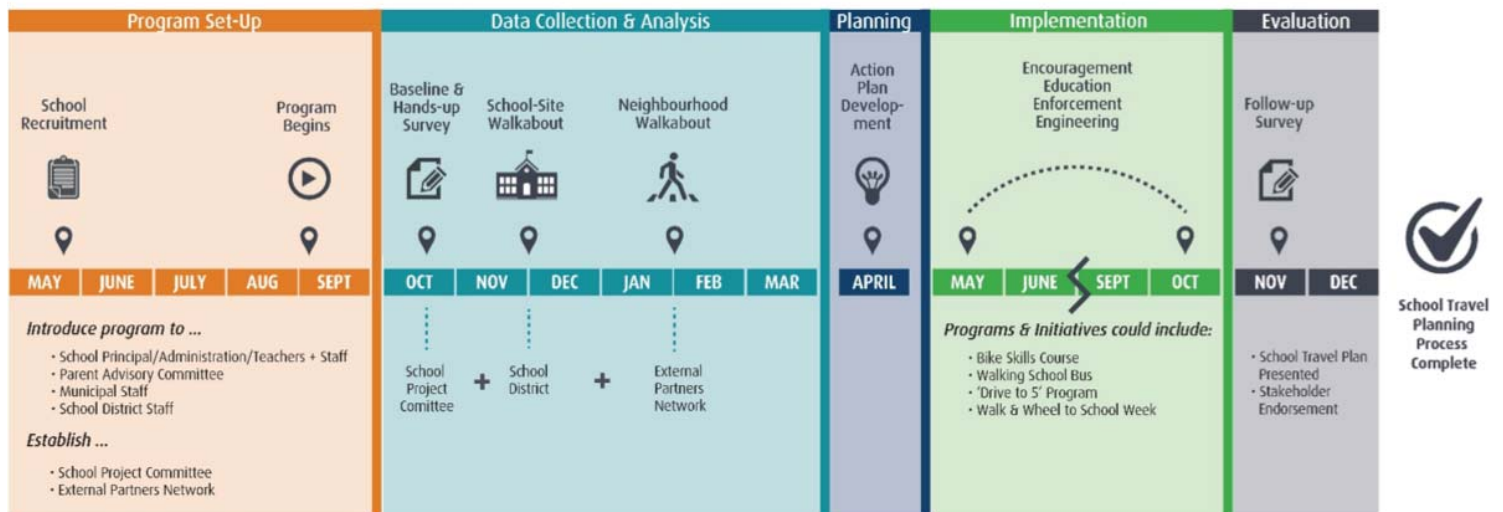 Program Set-Up
Data Collection & Analysis
Planning
Implementation
Evaluation
School
Recruitment
Program
Begins
Baseline &
Hands-up
Survey
School-Site
Walkabout
Neighbourhood
Walkabout
Action
Plan
Develop-
ment
Encouragement
Education
Enforcement
Engineering
Follow-up
Survey
MAY JUNE JULY AUG SEPT
OCT NOV DEC JAN FEB MAR
APRIL
MAY JUNE SEPT OCT
NOV DEC
Introduce program to ...
• School Principal/Administration/Teachers + Staff
• Parent Advisory Committee
• Municipal Staff
• School District Staff
Establish ...
• School Project Committee
• External Partners Network
School
Project
Comittee
+
School
District
+
External
Partners
Network
Programs & Initiatives could include:
• Bike Skills Course
• Walking School Bus
• 'Drive to 5' Program
• Walk & Wheel to School Week
• School Travel Plan
Presented
• Stakeholder
Endorsement
School Travel
Planning
Process
Complete